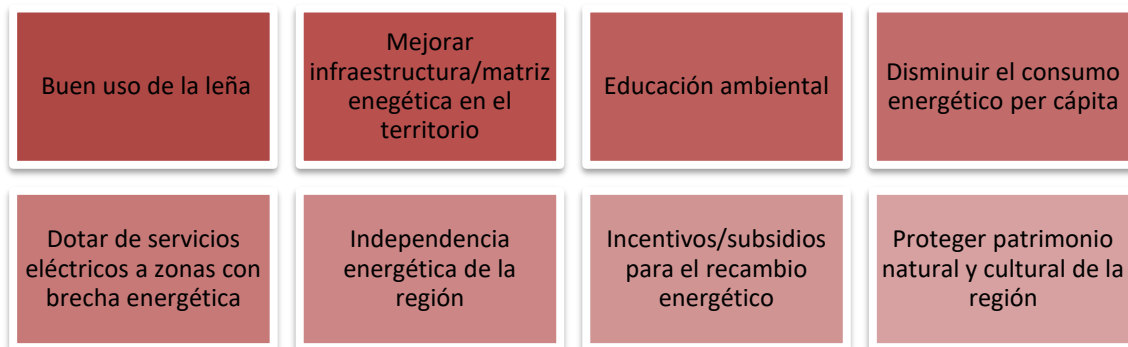 Buen uso de la leña
Mejorar
infraestructura/matriz
enegética en el
territorio
Educación ambiental
Disminuir el consumo
energético per cápita
Dotar de servicios
eléctricos a zonas con
brecha energética
Independencia
energética de la
región
Incentivos/subsidios
para el recambio
energético
Proteger patrimonio
natural y cultural de la
región